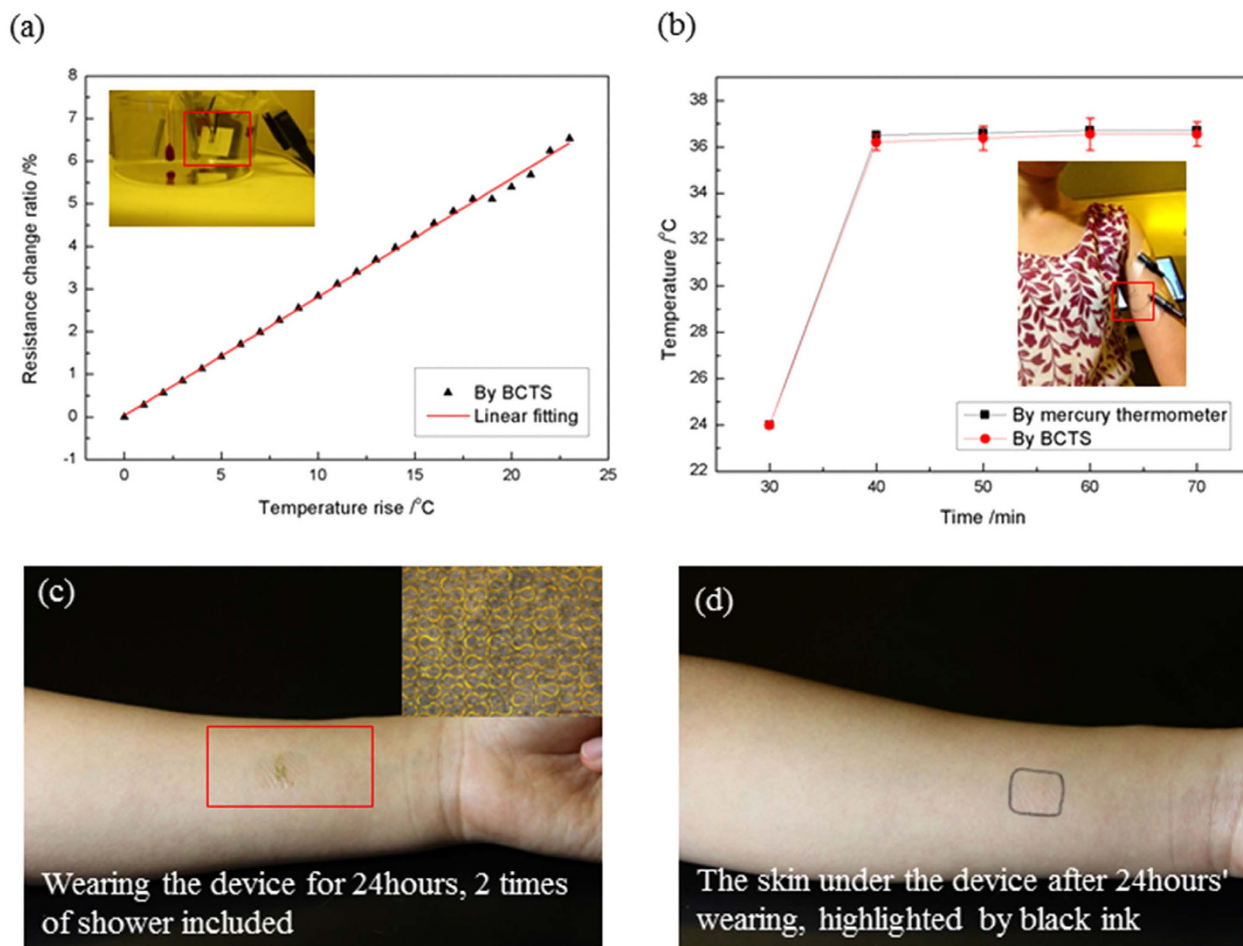 (a)
Resistance change ratio /%
8
7
6
5
4
3
2
1
0
-1
By BCTS
Linear fitting
0 5 10 15 20 25
Temperature rise /°C
(b)
Temperature /°C
38
36
34
32
30
28
26
24
22
By mercury thermometer
By BCTS
30 40 50 60 70
Time /min
(c)
Wearing the device for 24hours, 2 times
of shower included
(d)
The skin under the device after 24hours'
wearing, highlighted by black ink